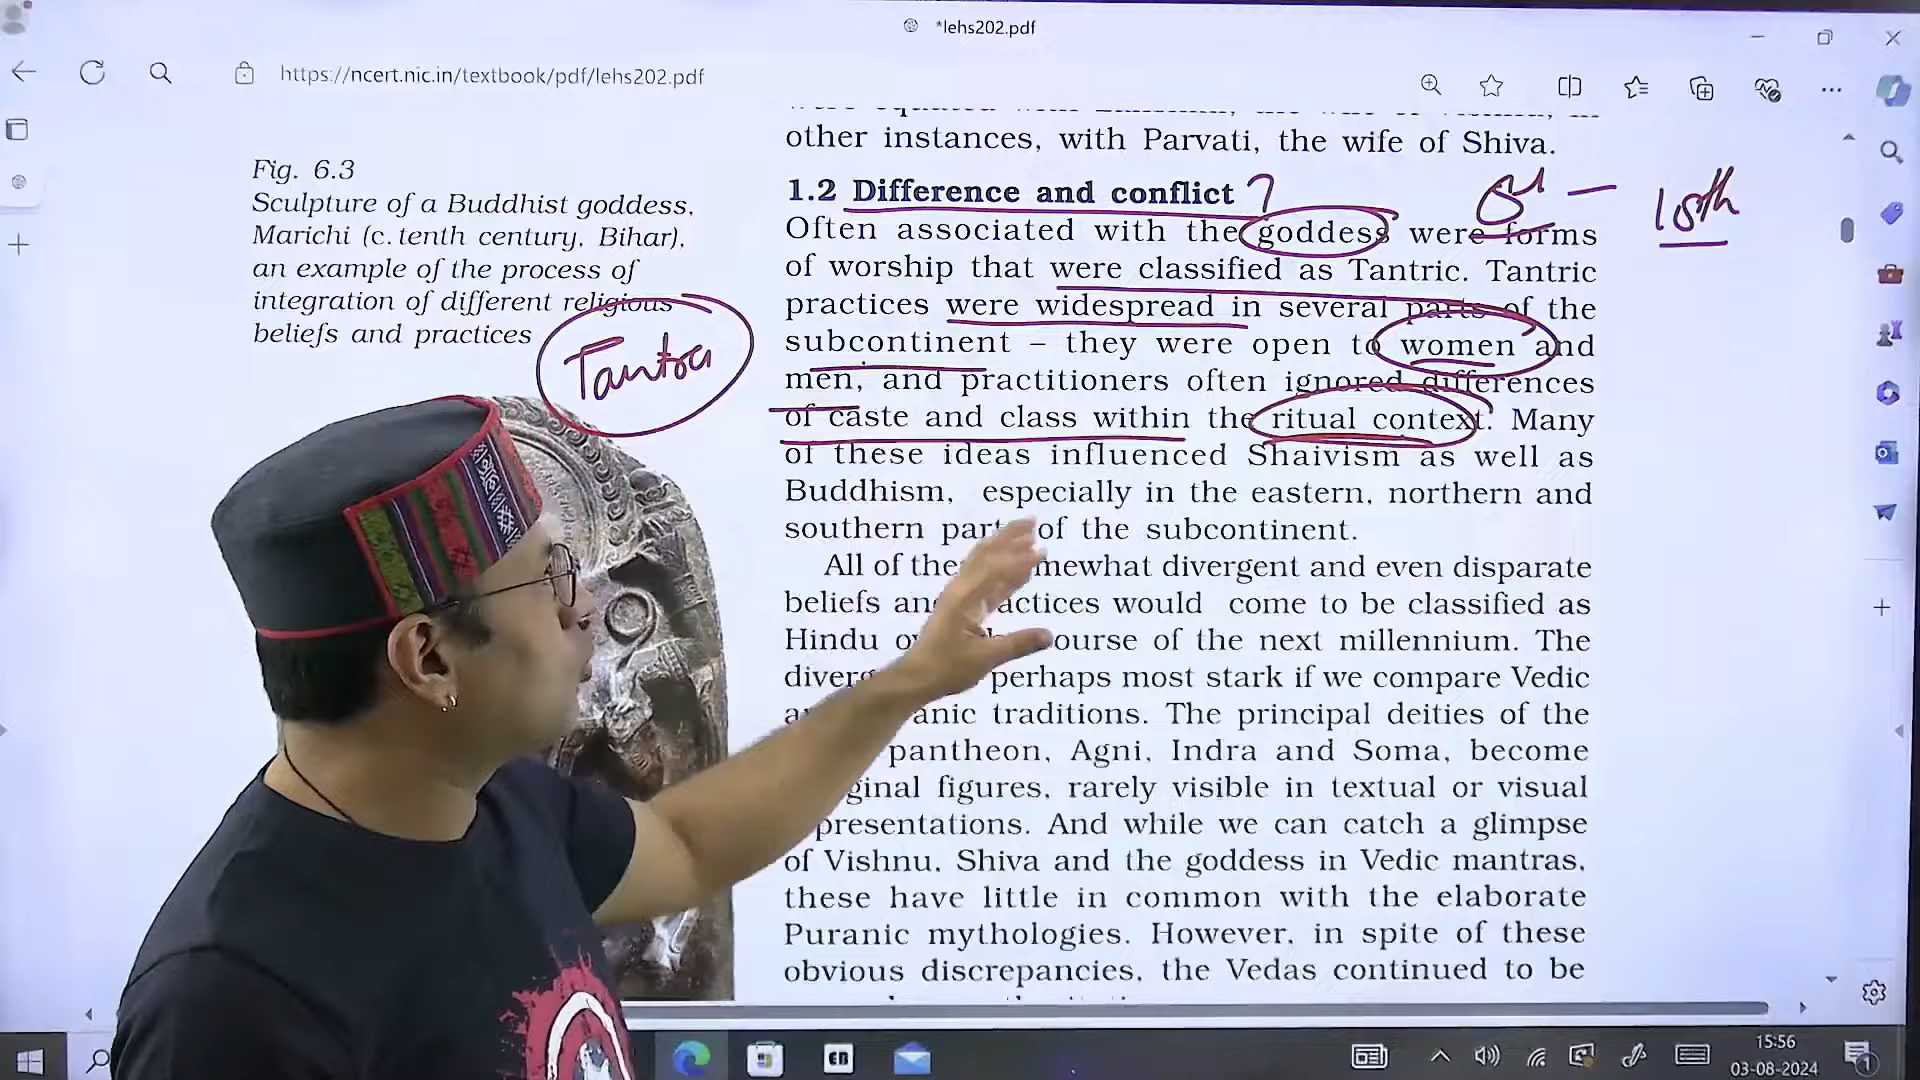 *lehs202.pdf
https://ncert.nic.in/textbook/pdf/lehs202.pdf
Fig. 6.3
Sculpture of a Buddhist goddess,
Marichi (c. tenth century, Bihar),
an example of the process of
integration of different religious
beliefs and practices
Tantra
other instances, with Parvati, the wife of Shiva.
1.2 Difference and conflict ?
10th
Often associated with the goddess were forms
of worship that were classified as Tantric. Tantric
practices were widespread in several parts of the
subcontinent – they were open to women and
men, and practitioners often ignored differences
of caste and class within the ritual context. Many
of these ideas influenced Shaivism as well as
Buddhism, especially in the eastern, northern and
southern of the subcontinent.
All of divergent and even disparate
beliefs would come to be classified as
Hindu course of the next millennium. The
perhaps most stark if we compare Vedic
traditions. The principal deities of the
pantheon, Agni, Indra and Soma, become
figures, rarely visible in textual or visual
And while we can catch a glimpse
of Vishnu, Shiva and the goddess in Vedic mantras,
these have little in common with the elaborate
Puranic mythologies. However, in spite of these
obvious discrepancies, the Vedas continued to be
15:56
03-08-2024
1